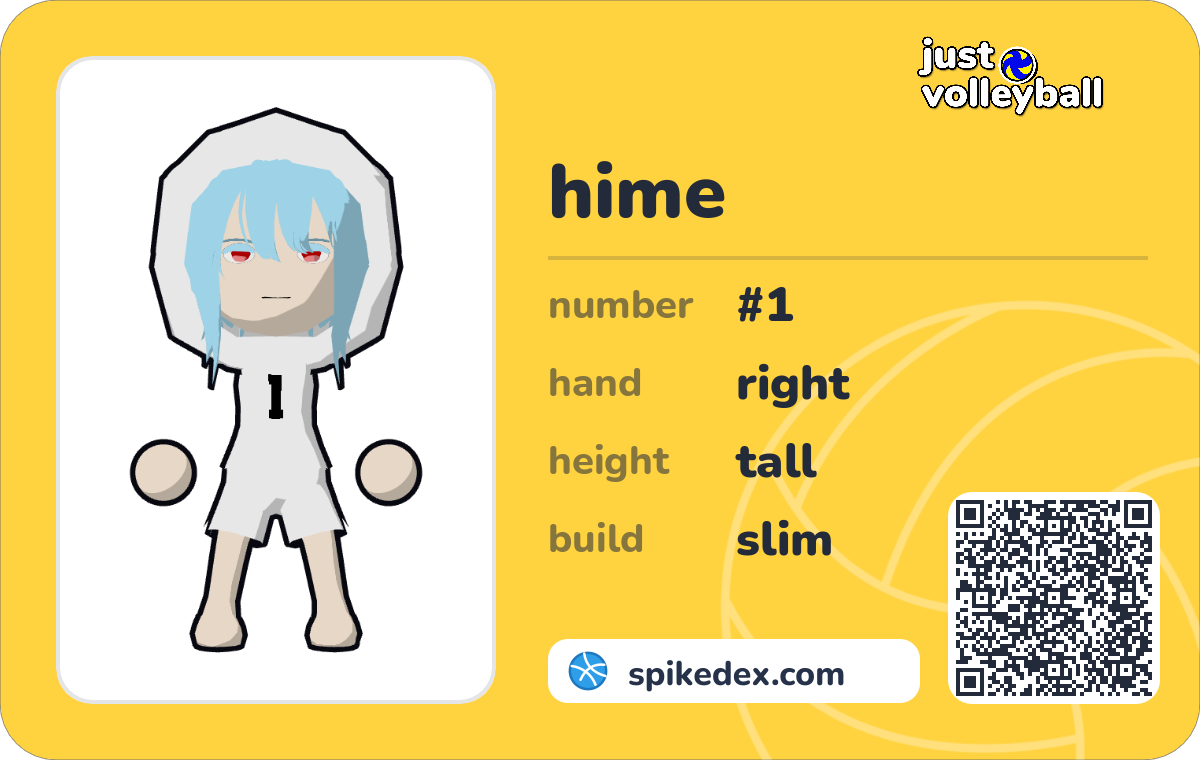 just
volleyball
hime
number #1
hand right
height tall
build slim
1
spikedex.com